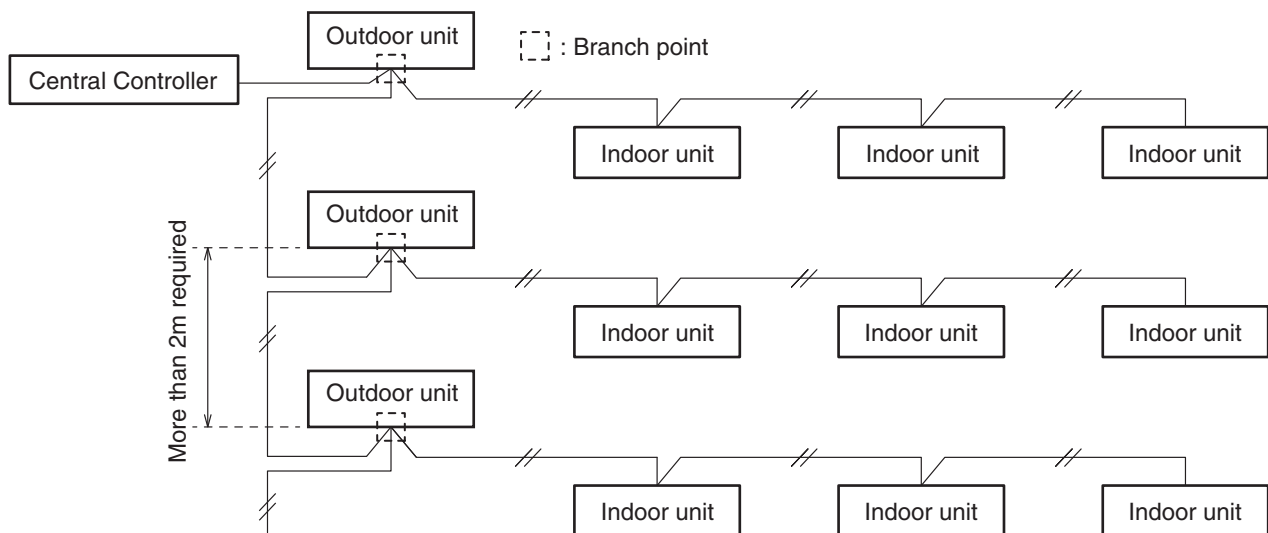 Outdoor unit
: Branch point
Central Controller
Indoor unit
Indoor unit
Indoor unit
Outdoor unit
More than 2m required
Indoor unit
Indoor unit
Indoor unit
Outdoor unit
Indoor unit
Indoor unit
Indoor unit